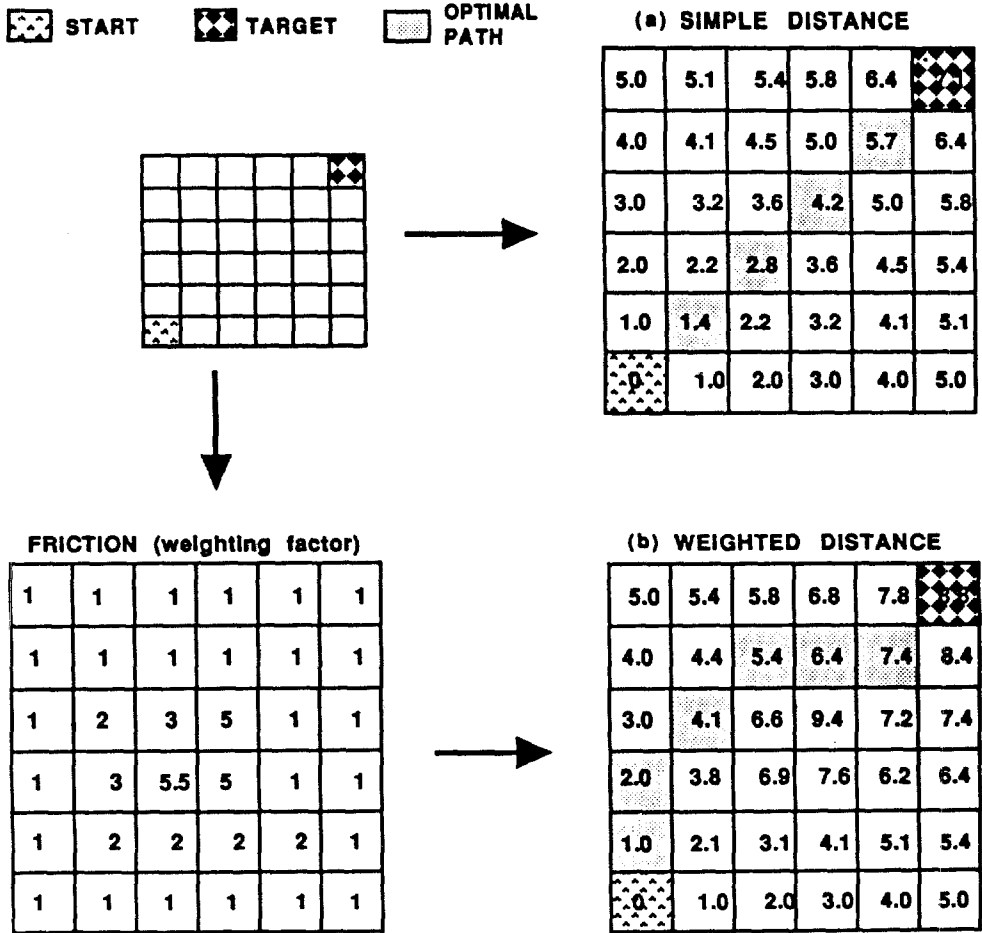 START TARGET OPTIMAL PATH
(a) SIMPLE DISTANCE
5.0 5.1 5.4 5.8 6.4
4.0 4.1 4.5 5.0 5.7 6.4
3.0 3.2 3.6 4.2 5.0 5.8
2.0 2.2 2.8 3.6 4.5 5.4
1.0 1.4 2.2 3.2 4.1 5.1
0 1.0 2.0 3.0 4.0 5.0
FRICTION (weighting factor)
1 1 1 1 1 1
1 1 1 1 1 1
1 2 3 5 1 1
1 3 5.5 5 1 1
1 2 2 2 2 1
1 1 1 1 1 1
(b) WEIGHTED DISTANCE
5.0 5.4 5.8 6.8 7.8
4.0 4.4 5.4 6.4 7.4 8.4
3.0 4.1 6.6 9.4 7.2 7.4
2.0 3.8 6.9 7.6 6.2 6.4
1.0 2.1 3.1 4.1 5.1 5.4
0 1.0 2.0 3.0 4.0 5.0